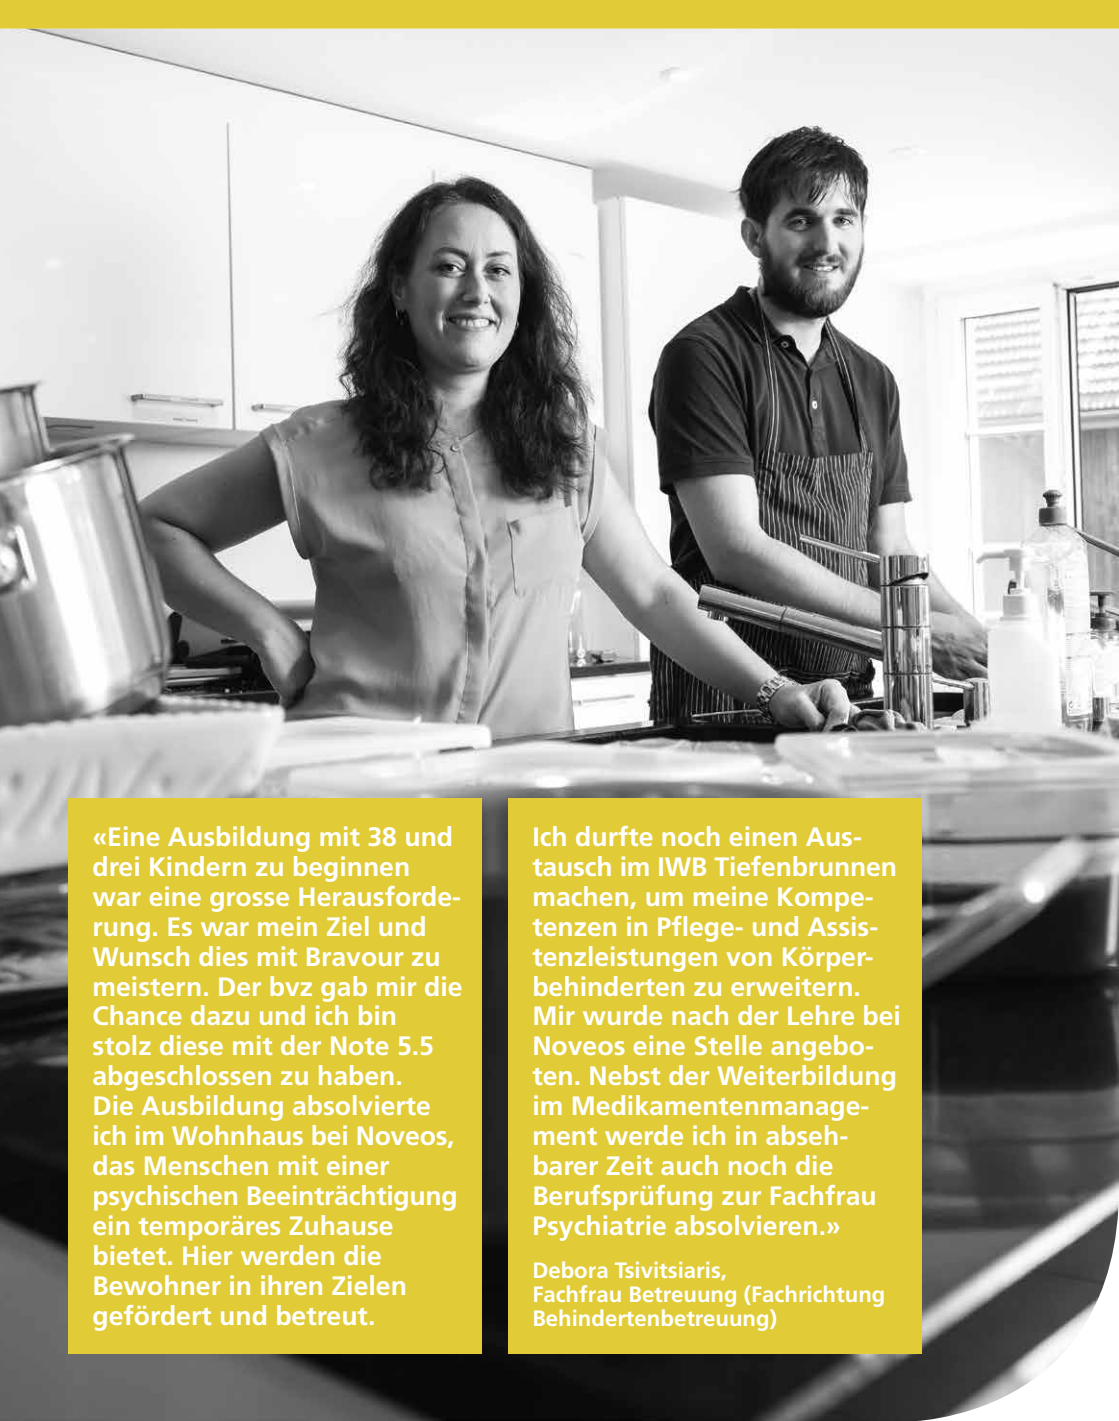 «Eine Ausbildung mit 38 und
drei Kindern zu beginnen
war eine grosse Herausforde-
rung. Es war mein Ziel und
Wunsch dies mit Bravour zu
meistern. Der bvz gab mir die
Chance dazu und ich bin
stolz diese mit der Note 5.5
abgeschlossen zu haben.
Die Ausbildung absolvierte
ich im Wohnhaus bei Noveos,
das Menschen mit einer
psychischen Beeinträchtigung
ein temporäres Zuhause
bietet. Hier werden die
Bewohner in ihren Zielen
gefördert und betreut.
Ich durfte noch einen Aus-
tausch im IWB Tiefenbrunnen
machen, um meine Kompe-
tenzen in Pflege- und Assis-
tenzleistungen von Körper-
behinderten zu erweitern.
Mir wurde nach der Lehre bei
Noveos eine Stelle angebo-
ten. Nebst der Weiterbildung
im Medikamentenmanage-
ment werde ich in abseh-
barer Zeit auch noch die
Berufsprüfung zur Fachfrau
Psychiatrie absolvieren.»
Debora Tsivitsiaris,
Fachfrau Betreuung (Fachrichtung
Behindertenbetreuung)